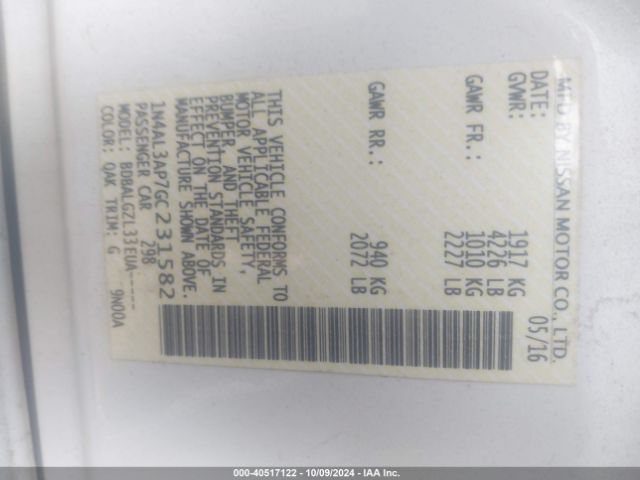 MFD BY NISSAN MOTOR CO., LTD.
DATE: 05/16
GVWR: 1917 KG
4226 LB
GAWR FR.: 1010 KG
2227 LB
GAWR RR.: 940 KG
2072 LB
THIS VEHICLE CONFORMS TO
ALL APPLICABLE FEDERAL
MOTOR VEHICLE SAFETY,
BUMPER, AND THEFT
PREVENTION STANDARDS IN
EFFECT ON THE DATE OF
MANUFACTURE SHOWN ABOVE.
1N4AL3AP7GC231582
PASSENGER CAR 298
MODEL: BDBALGZL33EUA-----
COLOR: QAK TRIM: G 9N00A
000-40517122 - 10/09/2024 - IAA Inc.